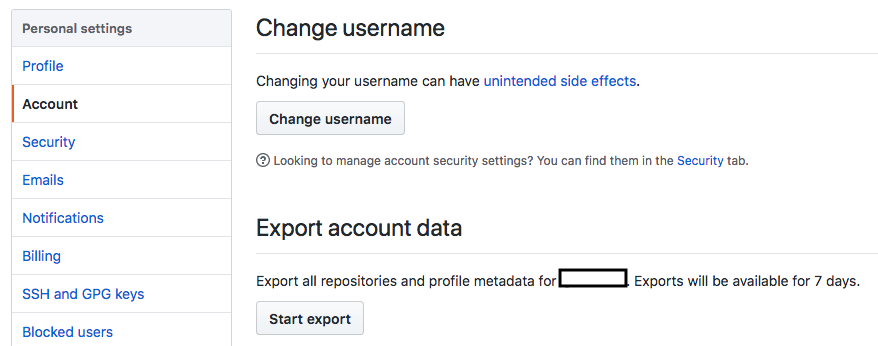 Personal settings
Profile
Account
Security
Emails
Notifications
Billing
SSH and GPG keys
Blocked users
Change username
Changing your username can have unintended side effects.
Change username
Looking to manage account security settings? You can find them in the Security tab.
Export account data
Export all repositories and profile metadata for . Exports will be available for 7 days.
Start export